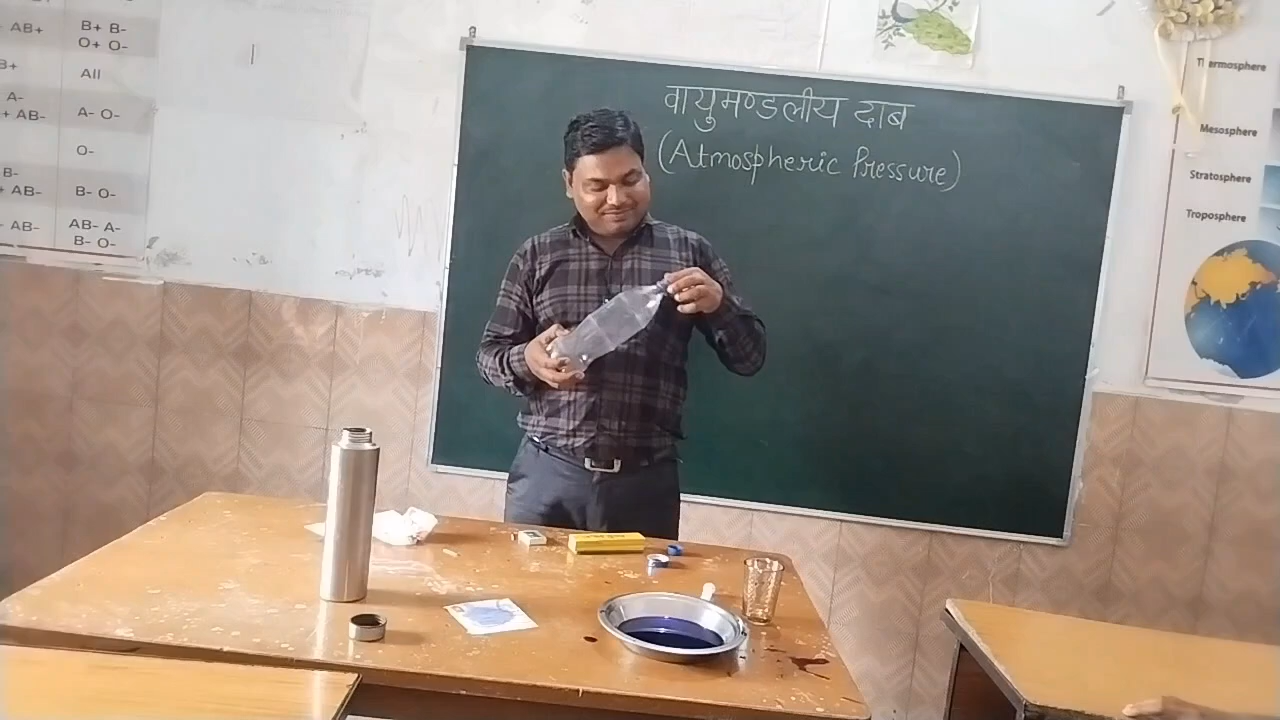 AB+
B+ B-
O+ O-
B+
All
A-
+ AB-
A- O-
O-
B-
+ AB-
B- O-
AB-
AB- A-
B- O-
वायुमण्डलीय दाब
(Atmospheric Pressure)
Thermosphere
Mesosphere
Stratosphere
Troposphere